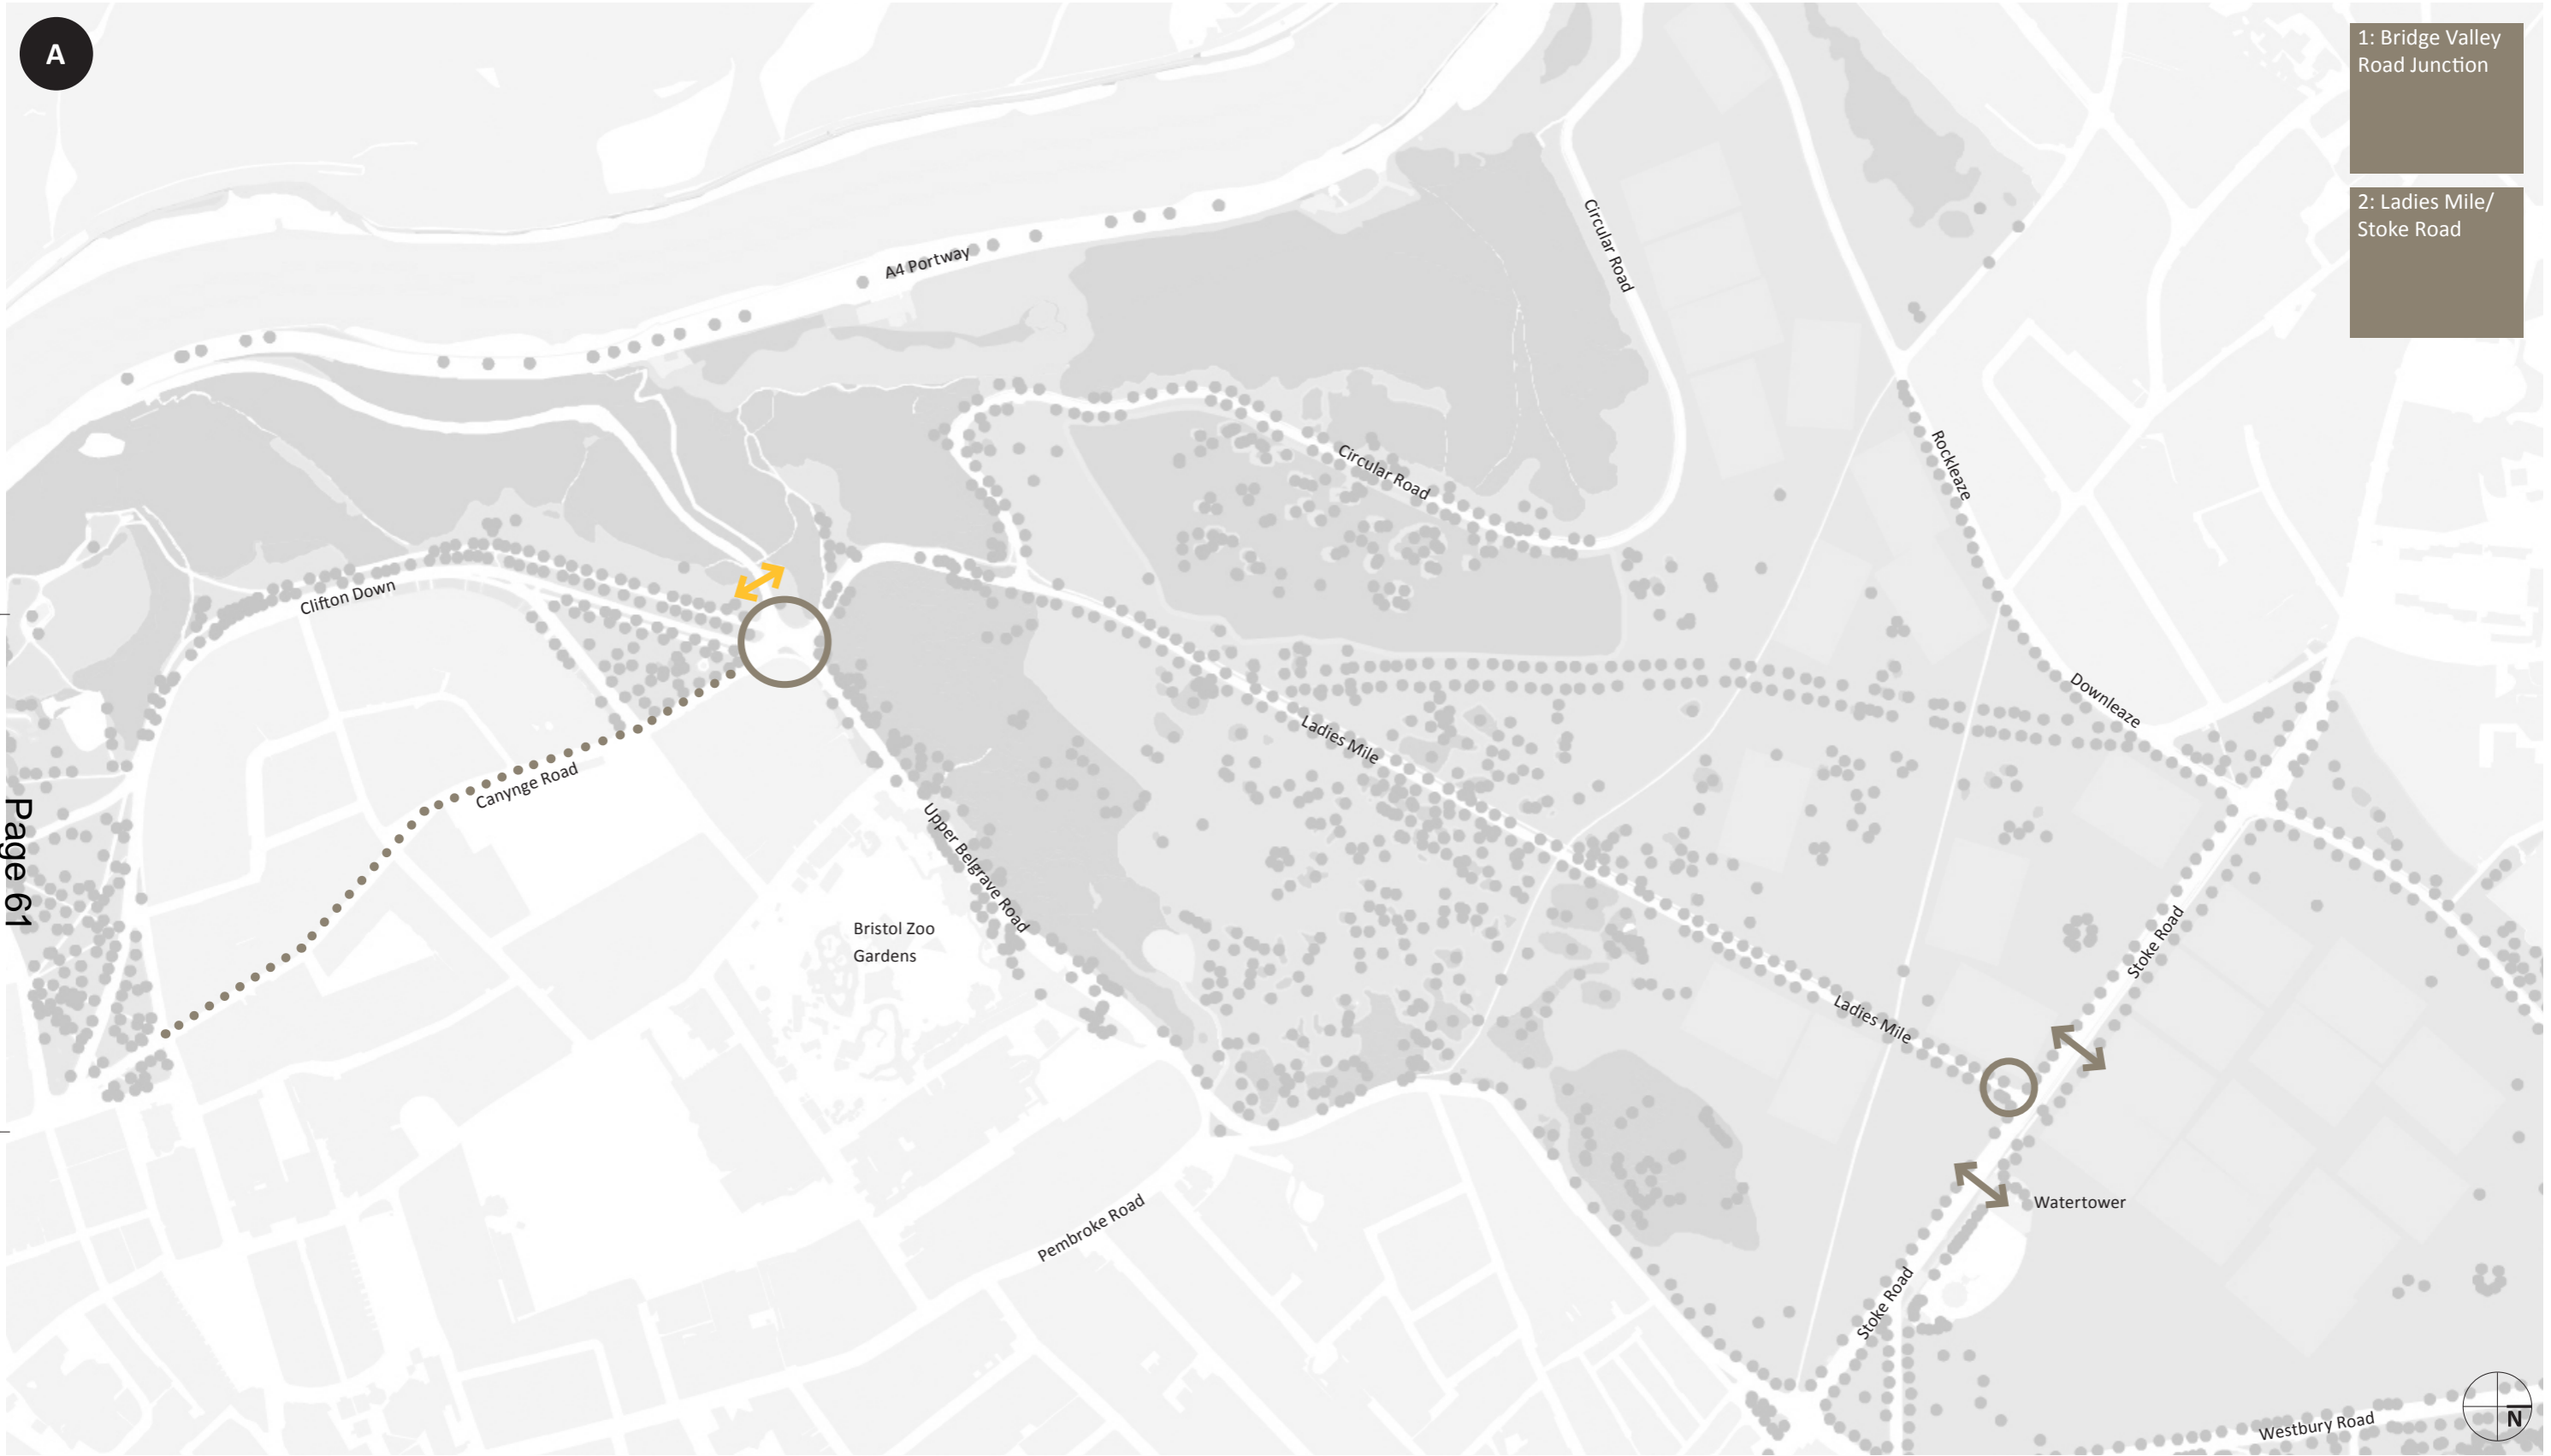 A
1: Bridge Valley
Road Junction
2: Ladies Mile/
Stoke Road
Circular Road
A4 Portway
Circular Road
Rockleaze
Clifton Down
Downleaze
Ladies Mile
Canynge Road
Page 61
Upper Belgrave Road
Bristol Zoo
Gardens
Stoke Road
Ladies Mile
Watertower
Pembroke Road
Stoke Road
Westbury Road
N